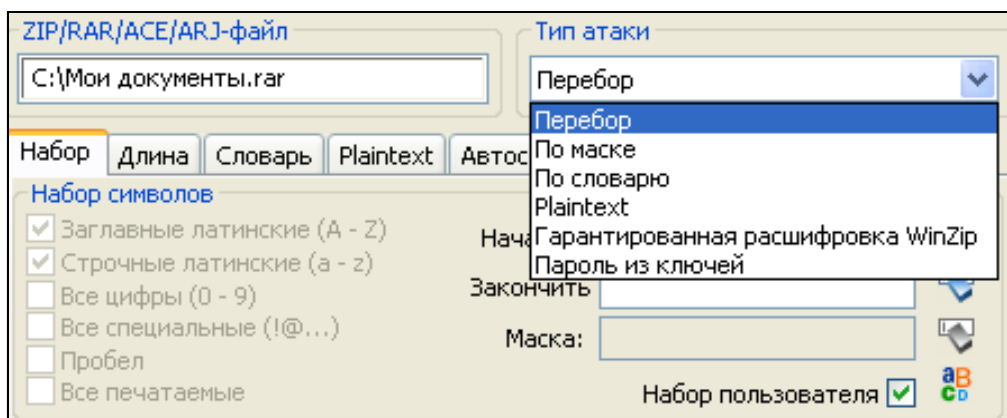 ZIP/RAR/ACE/ARJ-файл
Тип атаки
C:\Мои документы.rar
Перебор
Перебор
По маске
По словарю
Plaintext
Гарантированная расшифровка WinZip
Пароль из ключей
Набор Длина Словарь Plaintext
Набор символов
Заглавные латинские (A - Z)
Строчные латинские (a - z)
Все цифры (0 - 9)
Все специальные (!@...)
Пробел
Все печатаемые
Закончить
Маска:
Набор пользователя